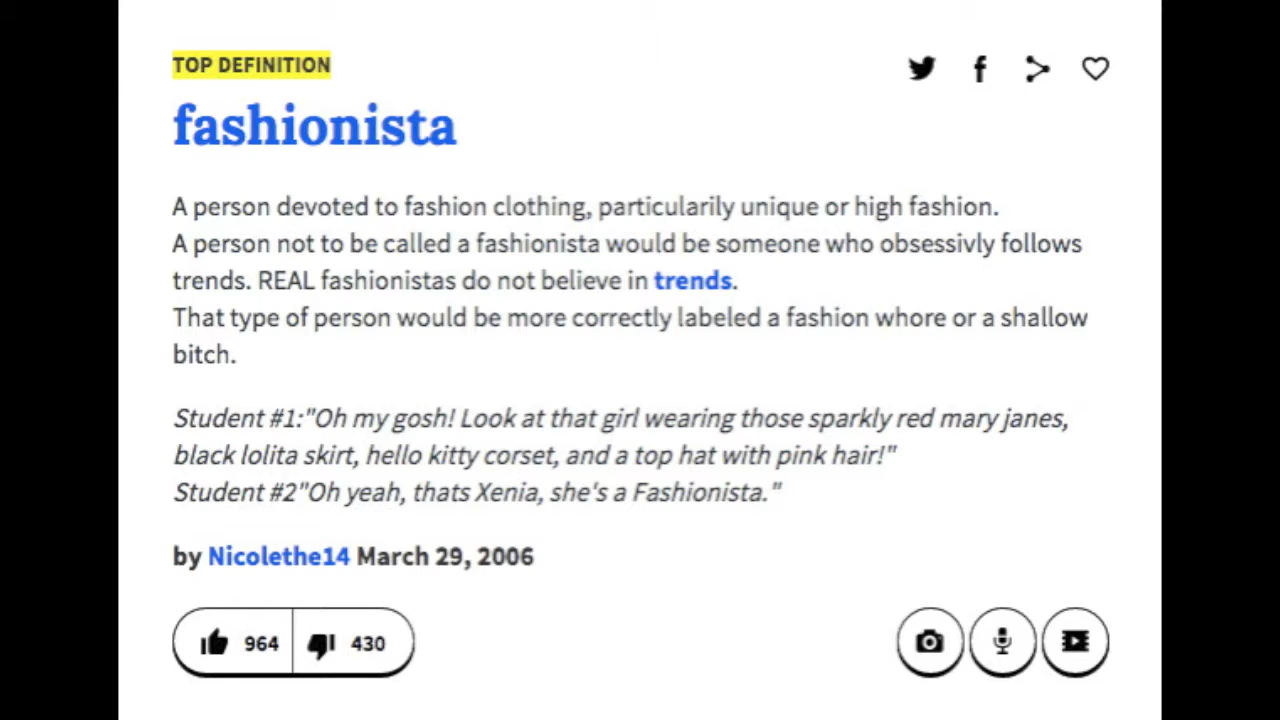 TOP DEFINITION
fashionista
A person devoted to fashion clothing, particularily unique or high fashion.
A person not to be called a fashionista would be someone who obsessivly follows
trends. REAL fashionistas do not believe in trends.
That type of person would be more correctly labeled a fashion whore or a shallow
bitch.
Student #1:"Oh my gosh! Look at that girl wearing those sparkly red mary janes,
black lolita skirt, hello kitty corset, and a top hat with pink hair!"
Student #2"Oh yeah, thats Xenia, she's a Fashionista."
by Nicolethe14 March 29, 2006
964 430